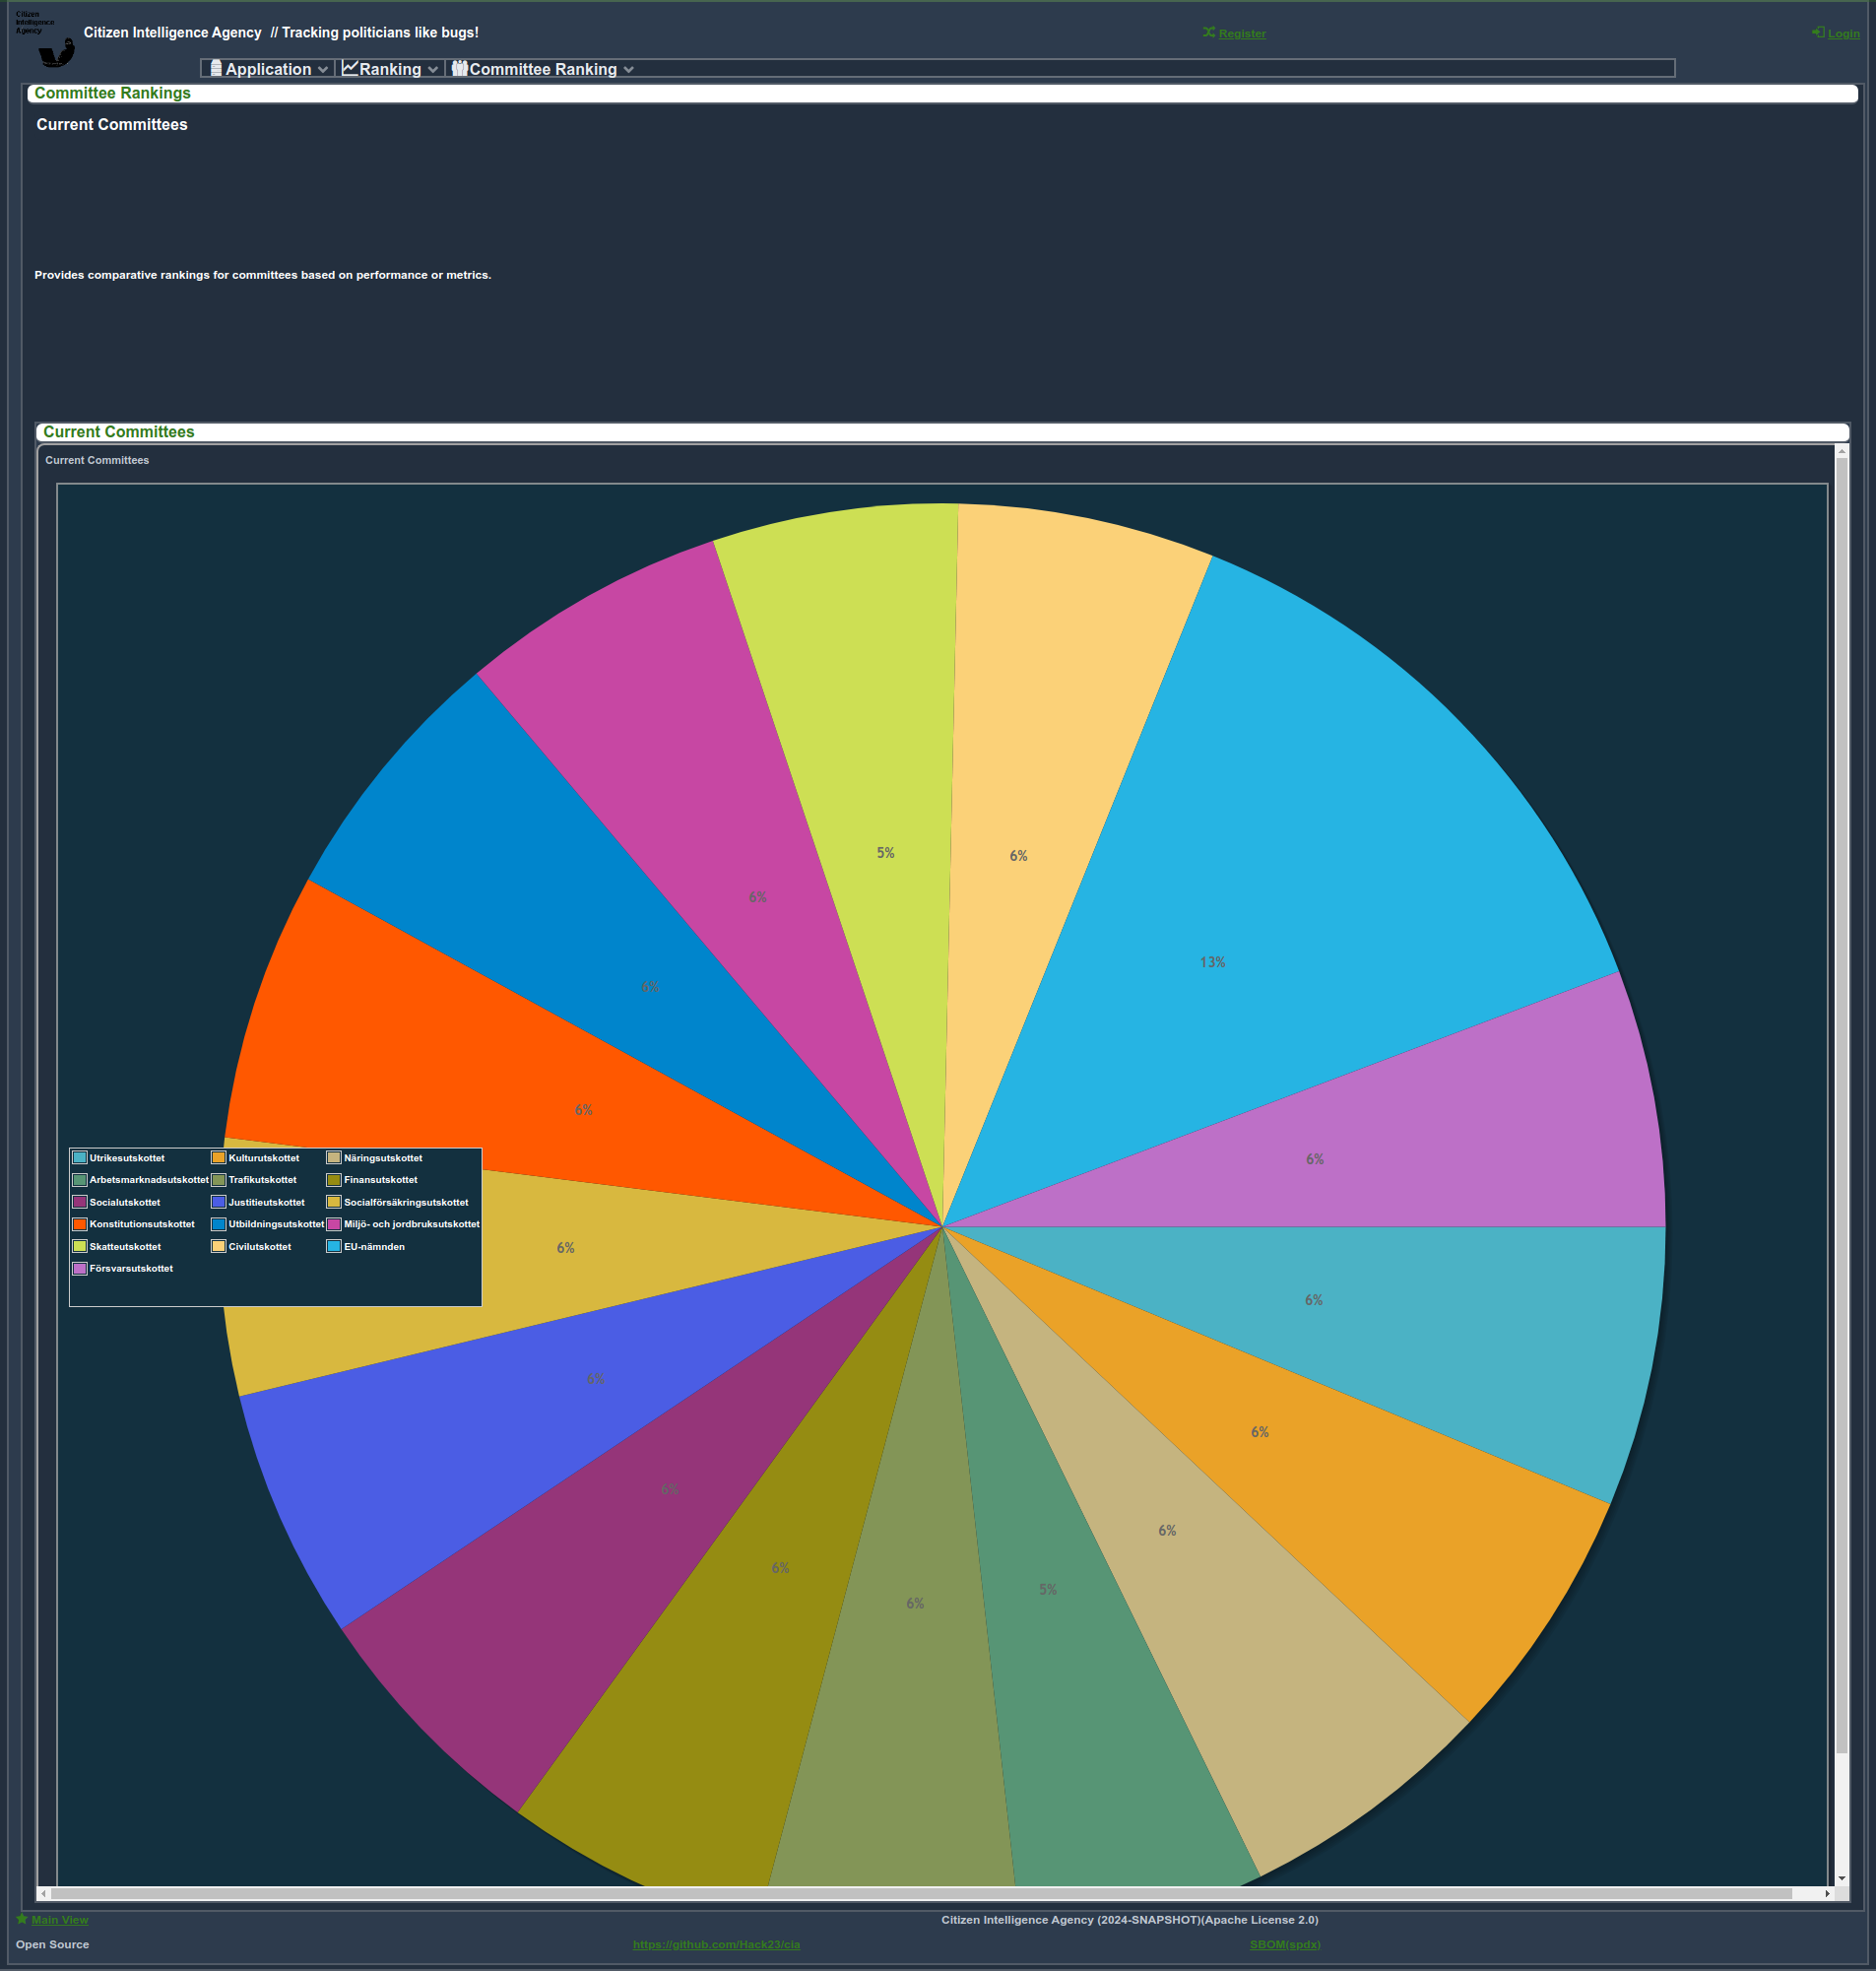 Citizen
Intelligence
Agency
Citizen Intelligence Agency // Tracking politicians like bugs!
Register
Login
Application
Ranking
Committee Ranking
Committee Rankings
Current Committees
Provides comparative rankings for committees based on performance or metrics.
Current Committees
Current Committees
5%
6%
6%
13%
6%
6%
6%
6%
6%
6%
6%
6%
6%
6%
5%
6%
Utrikesutskottet Kulturutskottet Näringsutskottet
Arbetsmarknadsutskottet Trafikutskottet Finansutskottet
Socialutskottet Justitieutskottet Socialförsäkringsutskottet
Konstitutionsutskottet Utbildningsutskottet Miljö- och jordbruksutskottet
Skatteutskottet Civilutskottet EU-nämnden
Försvarsutskottet
Main View
Citizen Intelligence Agency (2024-SNAPSHOT)(Apache License 2.0)
Open Source
https://github.com/Hack23/cia
SBOM(spdx)